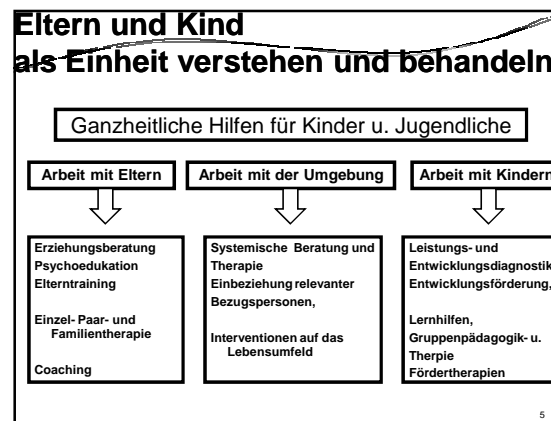 Eltern und Kind
als Einheit verstehen und behandeln
Ganzheitliche Hilfen für Kinder u. Jugendliche
Arbeit mit Eltern
Arbeit mit der Umgebung
Arbeit mit Kindern
Erziehungsberatung
Psychoedukation
Elterntraining
Einzel- Paar- und
Familientherapie
Coaching
Systemische Beratung und
Therapie
Einbeziehung relevanter
Bezugspersonen,
Interventionen auf das
Lebensumfeld
Leistungs- und
Entwicklungsdiagnostik
Entwicklungsförderung,
Lernhilfen,
Gruppenpädagogik- u.
Therpie
Fördertherapien
5